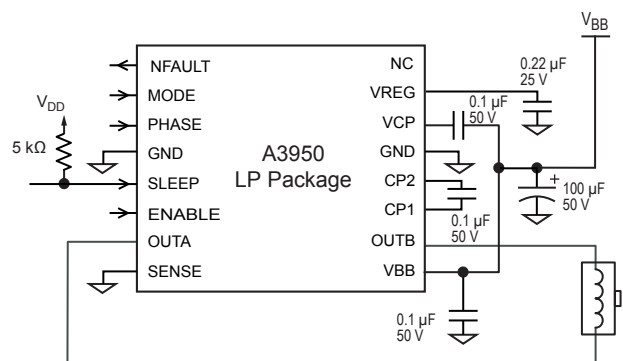 V_BB
NFAULT
NC
0.22 µF
25 V
MODE
VREG
0.1 µF
50 V
V_DD
PHASE
VCP
5 kΩ
GND
A3950
LP Package
GND
SLEEP
CP2
+
100 µF
50 V
ENABLE
CP1
0.1 µF
50 V
OUTA
OUTB
SENSE
VBB
0.1 µF
50 V